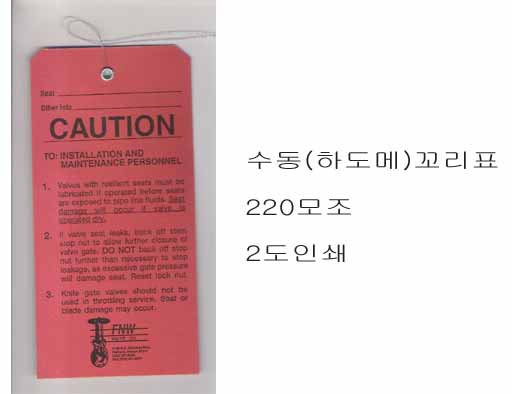 Seat
Other Info
CAUTION
TO: INSTALLATION AND
MAINTENANCE PERSONNEL
1. Valves with resilient seats must be
lubricated if operated before seats
are exposed to pipe line fluids. Seat
damage will occur if valve is
operated dry.
2. If valve seat leaks, back off stem
stop nut to allow further closure of
valve gate. DO NOT back off stop
nut further than necessary to stop
leakage, as excessive gate pressure
will damage seat. Reset lock nut.
3. Knife gate valves should not be
used in throttling service. Seat or
blade damage may occur.
FNW
수동(하도메)꼬리표
220모조
2도인쇄